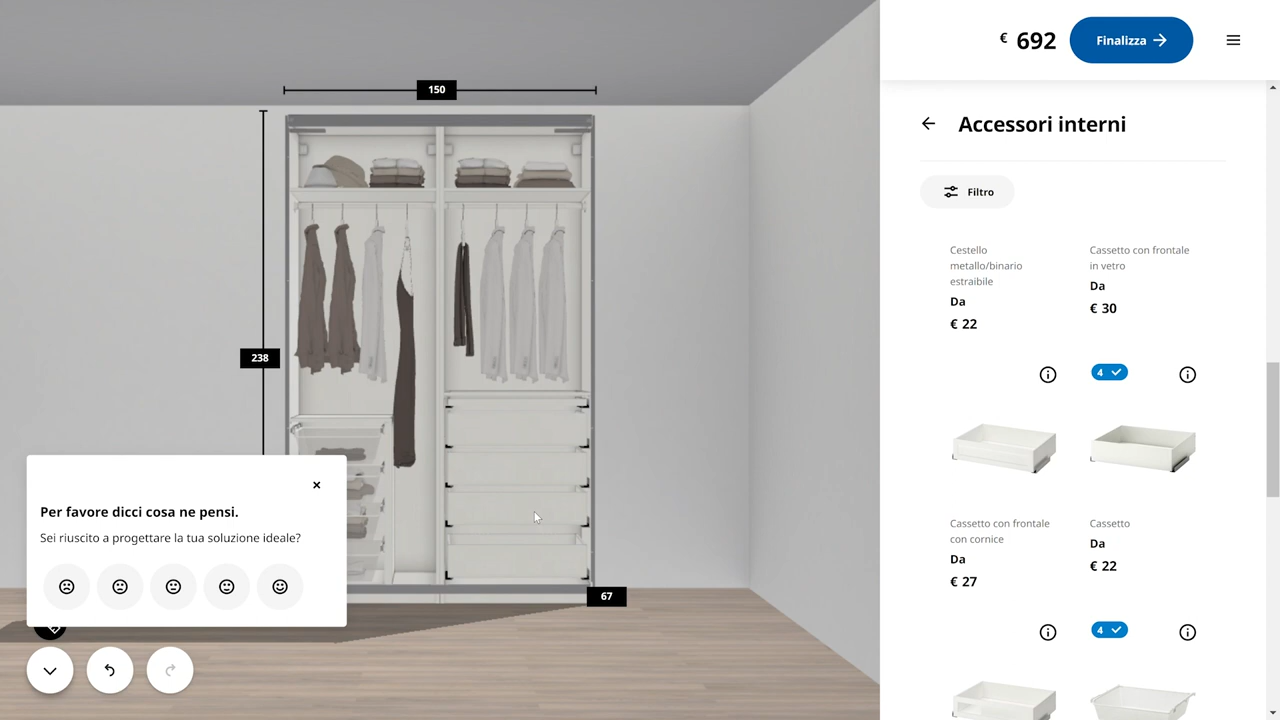 € 692
Finalizza
150
Accessori interni
Filtro
Cestello
metallo/binario
estraibile
Da
€ 22
Cassetto con frontale
in vetro
Da
€ 30
238
4
Per favore dicci cosa ne pensi.
Sei riuscito a progettare la tua soluzione ideale?
Cassetto con frontale
con cornice
Da
€ 27
Cassetto
Da
€ 22
67
4